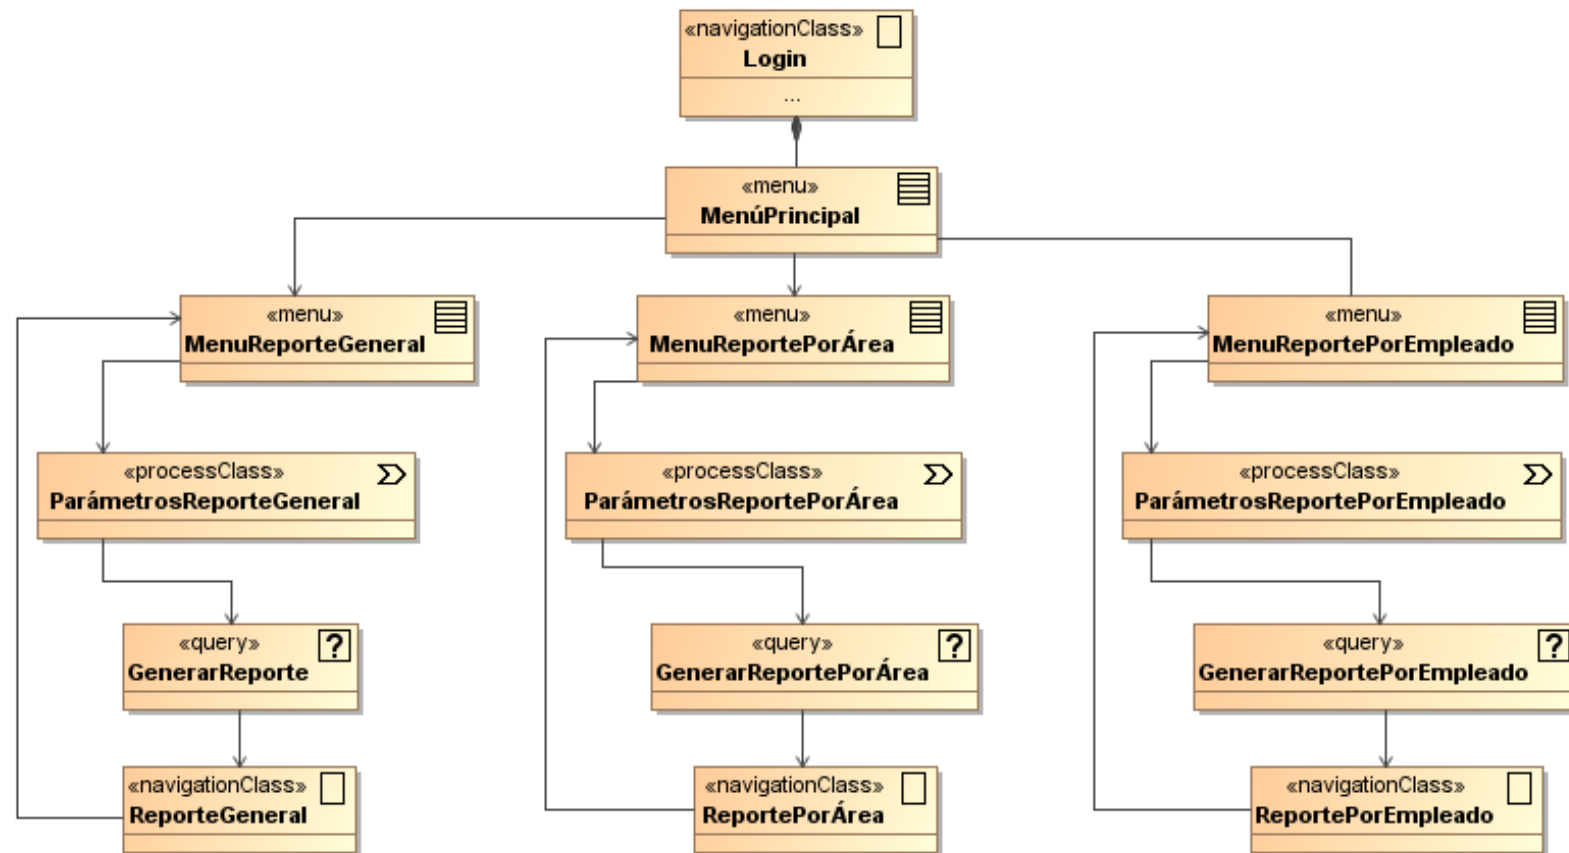 «navigationClass»
Login
...
«menu»
MenúPrincipal
«menu»
MenuReporteGeneral
«menu»
MenuReportePorÁrea
«menu»
MenuReportePorEmpleado
«processClass»
ParámetrosReporteGeneral
«processClass»
ParámetrosReportePorÁrea
«processClass»
ParámetrosReportePorEmpleado
«query»
?
GenerarReporte
«query»
?
GenerarReportePorÁrea
«query»
?
GenerarReportePorEmpleado
«navigationClass»
ReporteGeneral
«navigationClass»
ReportePorÁrea
«navigationClass»
ReportePorEmpleado